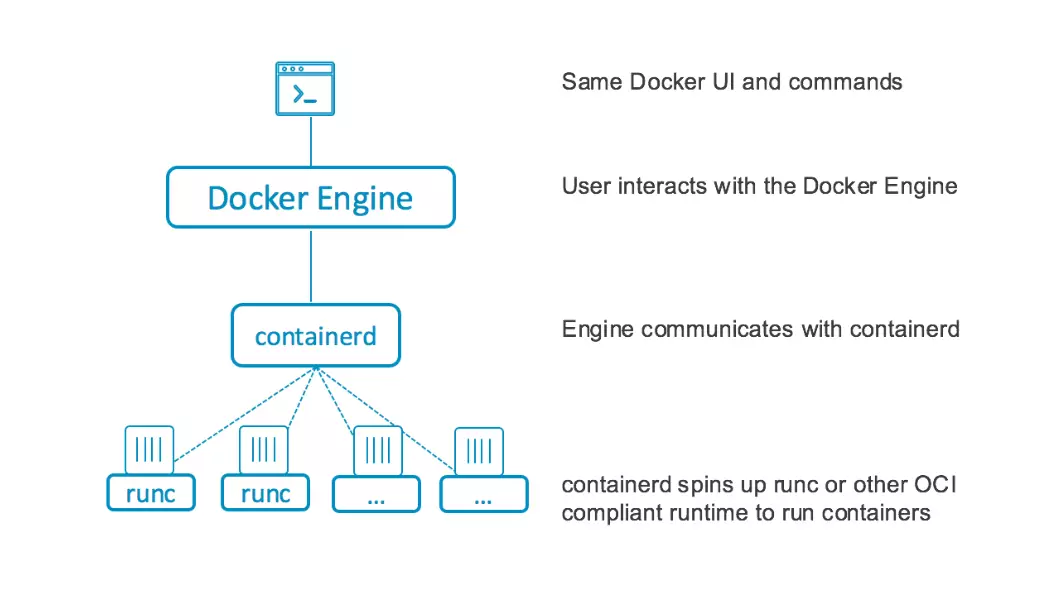 Same Docker UI and commands
Docker Engine
User interacts with the Docker Engine
containerd
Engine communicates with containerd
runc
runc
...
...
containerd spins up runc or other OCI
compliant runtime to run containers